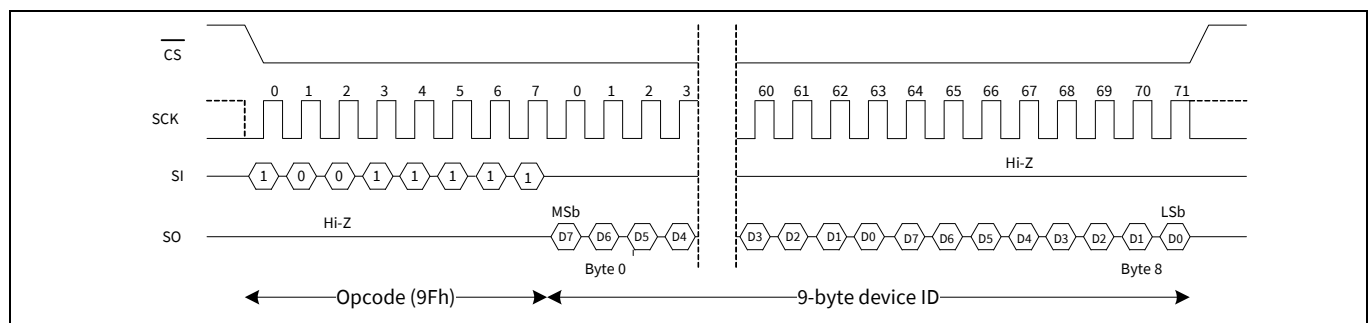 CS
0 1 2 3 4 5 6 7 0 1 2 3 60 61 62 63 64 65 66 67 68 69 70 71
SCK
Hi-Z
SI 1 0 0 1 1 1 1 1
MSb LSb
Hi-Z
SO D7 D6 D5 D4 D3 D2 D1 D0 D7 D6 D5 D4 D3 D2 D1 D0
Byte 0 Byte 8
Opcode (9Fh) 9-byte device ID